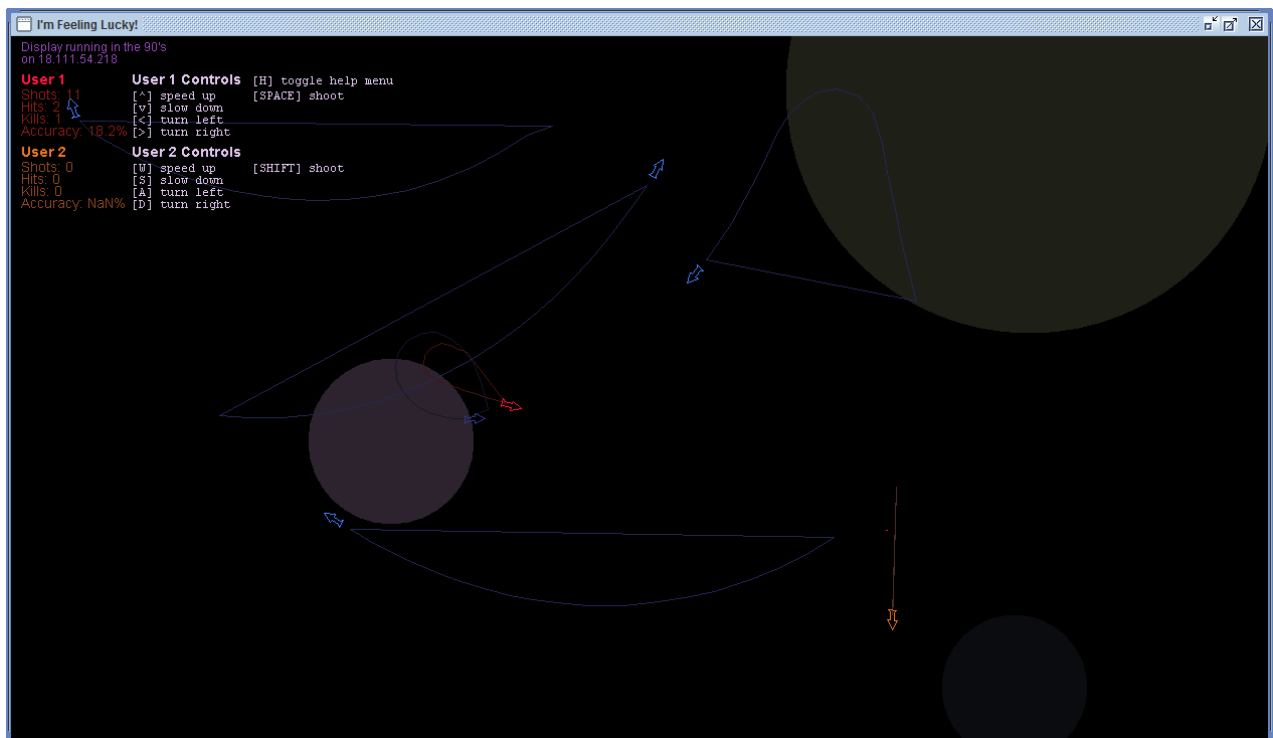 I'm Feeling Lucky!
Display running in the 90's
on 18.111.54.218
User 1
Shots: 11
Hits: 2
Kills: 1
Accuracy: 18.2%
User 1 Controls [H] toggle help menu
[^] speed up [SPACE] shoot
[v] slow down
[<] turn left
[>] turn right
User 2
Shots: 0
Hits: 0
Kills: 0
Accuracy: NaN%
User 2 Controls
[W] speed up [SHIFT] shoot
[S] slow down
[A] turn left
[D] turn right